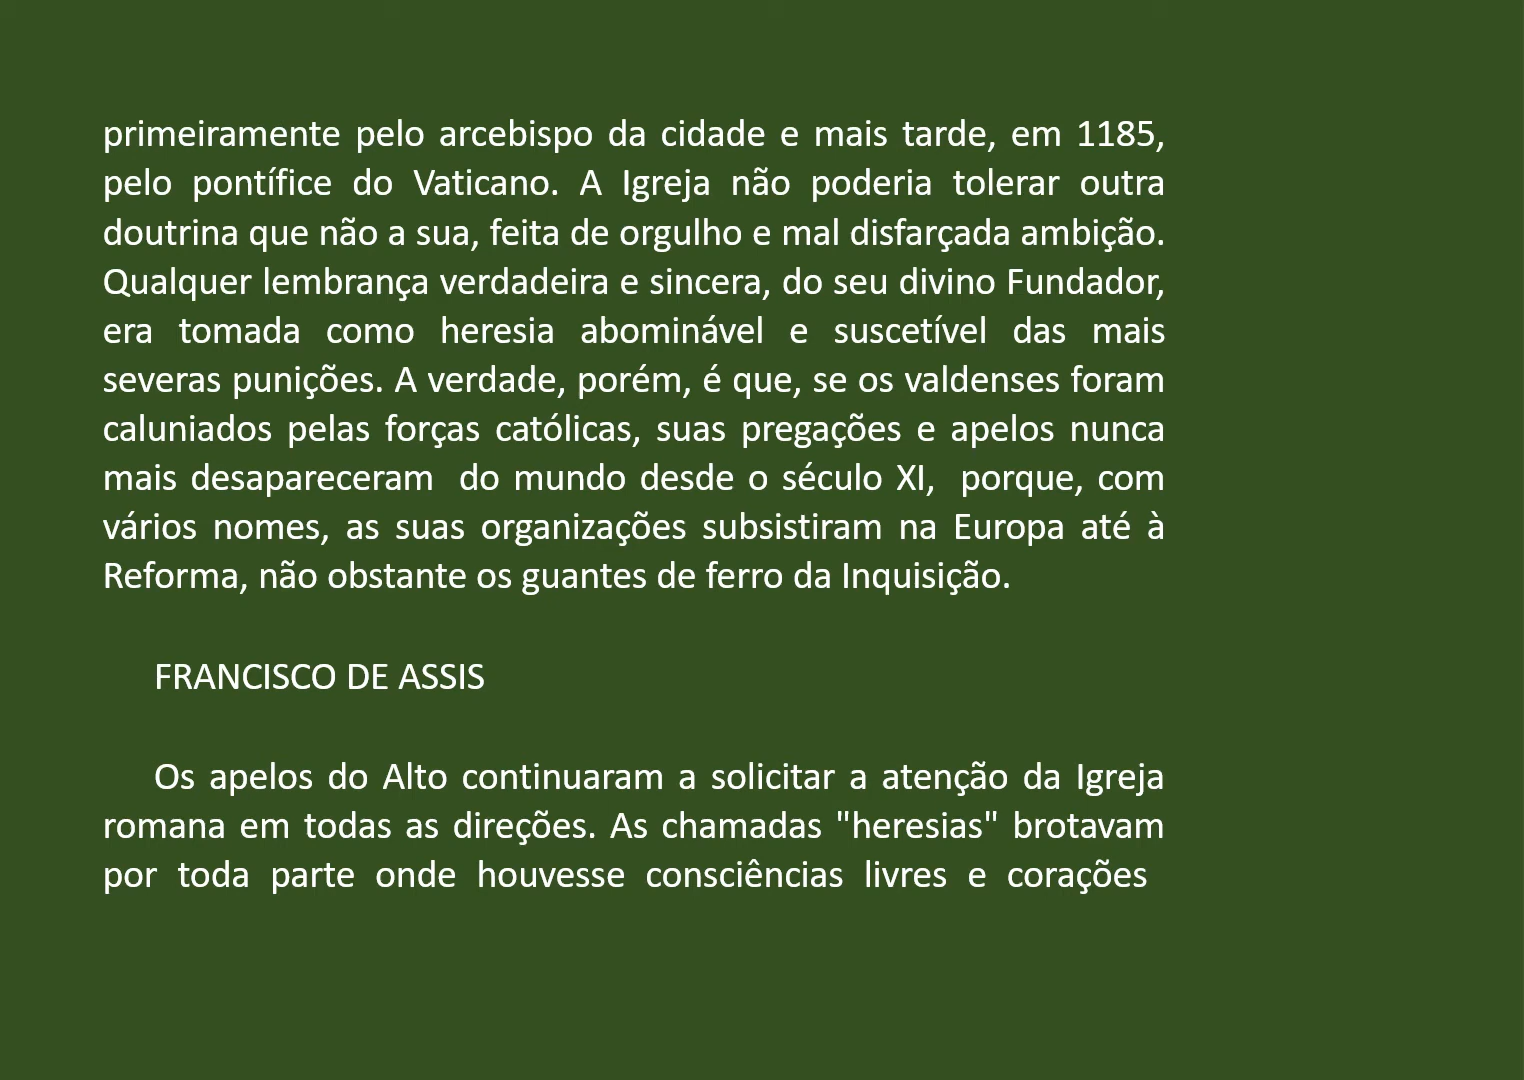 primeiramente pelo arcebispo da cidade e mais tarde, em 1185,
pelo pontífice do Vaticano. A Igreja não poderia tolerar outra
doutrina que não a sua, feita de orgulho e mal disfarçada ambição.
Qualquer lembrança verdadeira e sincera, do seu divino Fundador,
era tomada como heresia abominável e suscetível das mais
severas punições. A verdade, porém, é que, se os valdenses foram
caluniados pelas forças católicas, suas pregações e apelos nunca
mais desapareceram do mundo desde o século XI, porque, com
vários nomes, as suas organizações subsistiram na Europa até à
Reforma, não obstante os guantes de ferro da Inquisição.
FRANCISCO DE ASSIS
Os apelos do Alto continuaram a solicitar a atenção da Igreja
romana em todas as direções. As chamadas "heresias" brotavam
por toda parte onde houvesse consciências livres e corações